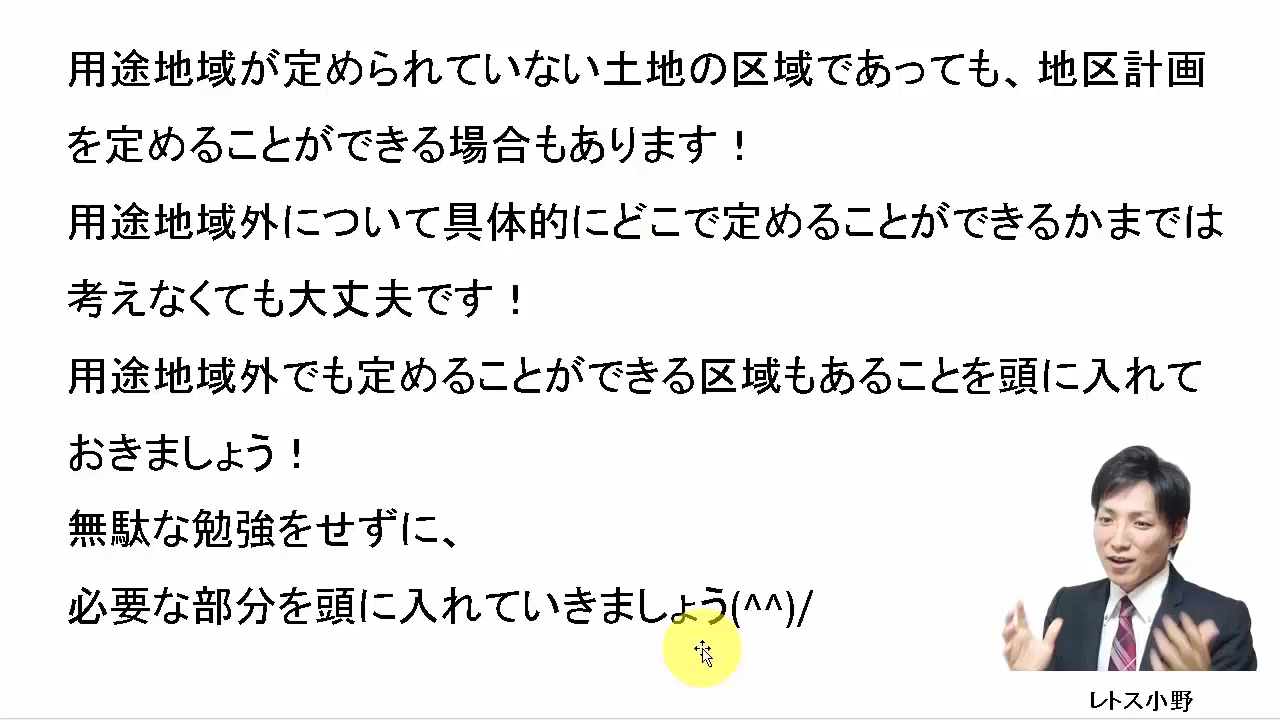 用途地域が定められていない土地の区域であっても、地区計画
を定めることができる場合もあります！
用途地域外について具体的にどこで定めることができるかまでは
考えなくても大丈夫です！
用途地域外でも定めることができる区域もあることを頭に入れて
おきましょう！
無駄な勉強をせずに、
必要な部分を頭に入れていきましょう(^^)/
レトス小野